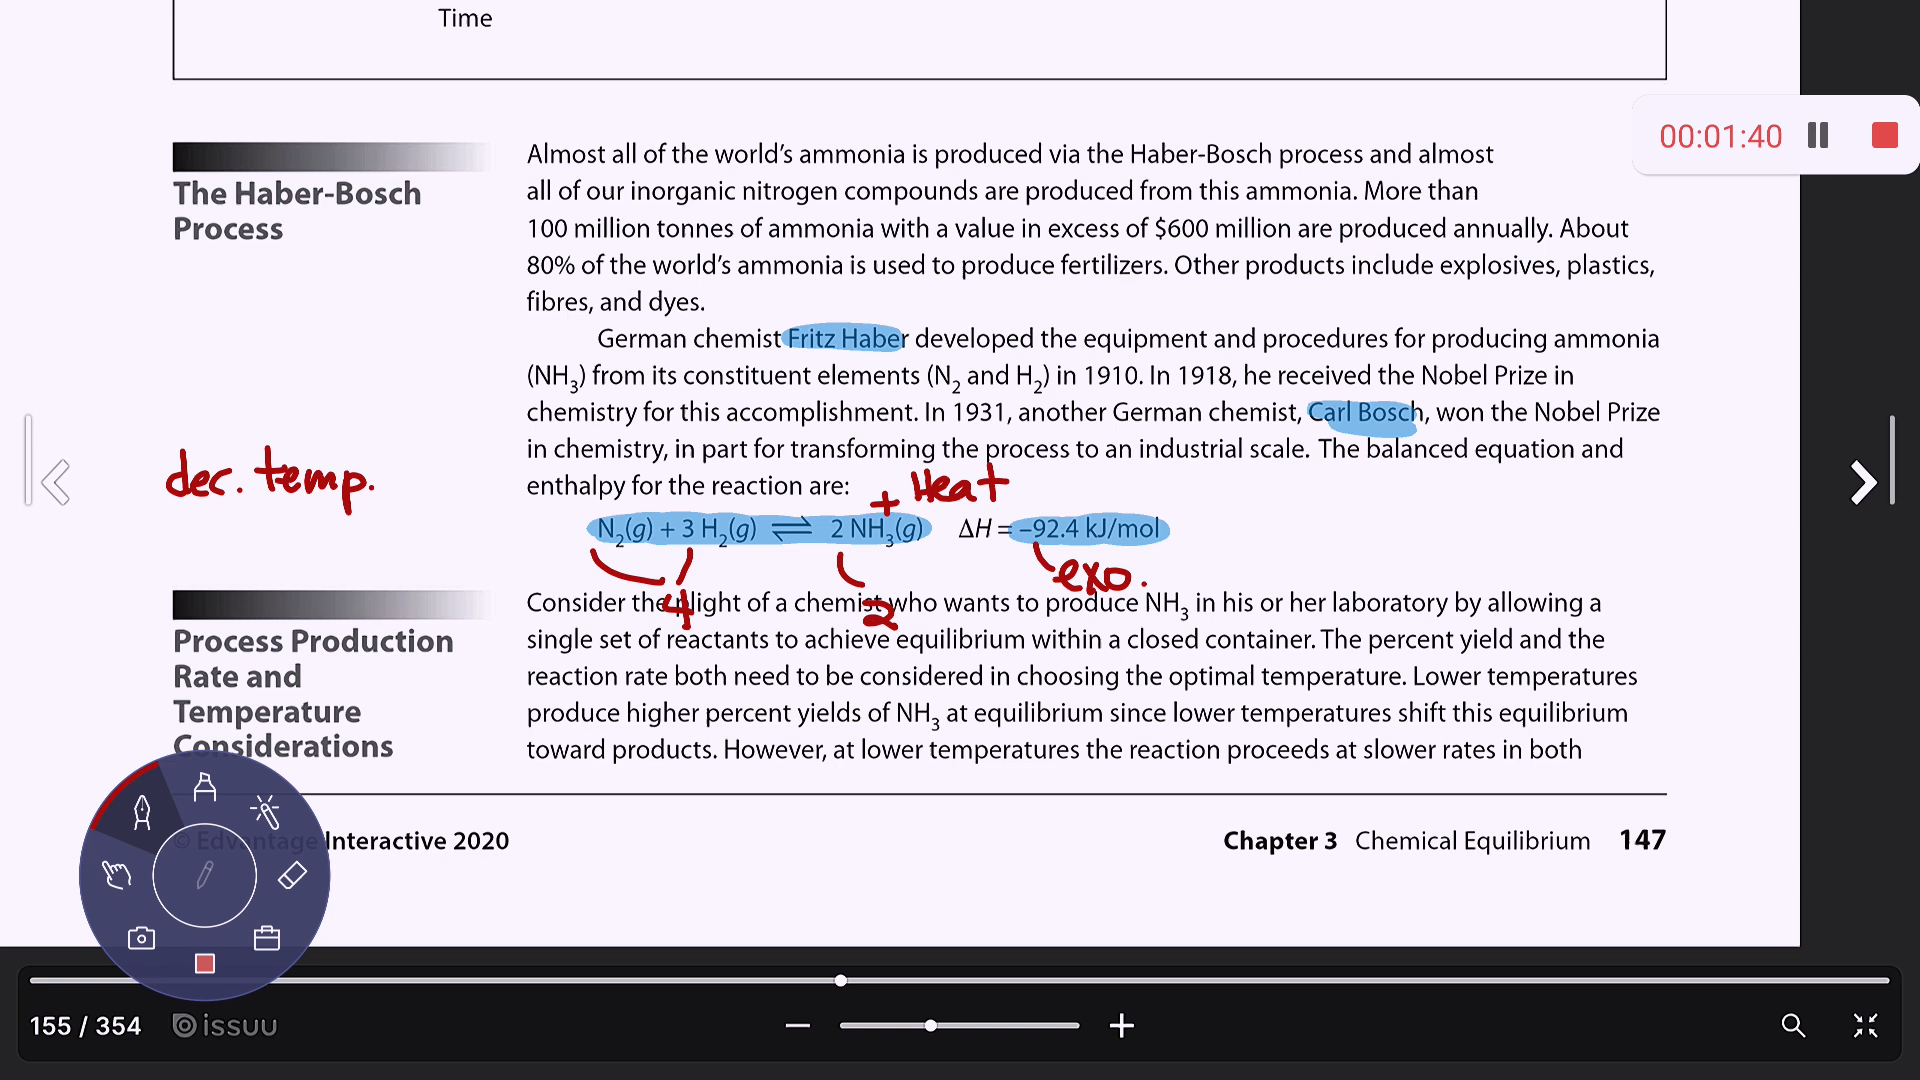 Time
00:01:40
The Haber-Bosch
Process
Almost all of the world's ammonia is produced via the Haber-Bosch process and almost
all of our inorganic nitrogen compounds are produced from this ammonia. More than
100 million tonnes of ammonia with a value in excess of $600 million are produced annually. About
80% of the world's ammonia is used to produce fertilizers. Other products include explosives, plastics,
fibres, and dyes.
German chemist Fritz Haber developed the equipment and procedures for producing ammonia
(NH₃) from its constituent elements (N₂ and H₂) in 1910. In 1918, he received the Nobel Prize in
chemistry for this accomplishment. In 1931, another German chemist, Carl Bosch, won the Nobel Prize
in chemistry, in part for transforming the process to an industrial scale. The balanced equation and
enthalpy for the reaction are:
dec. temp.
+ Heat
N₂(g) + 3 H₂(g) ⇌ 2 NH₃(g) ΔH = –92.4 kJ/mol
exo.
4 2
Process Production
Rate and
Temperature
Considerations
Consider the plight of a chemist who wants to produce NH₃ in his or her laboratory by allowing a
single set of reactants to achieve equilibrium within a closed container. The percent yield and the
reaction rate both need to be considered in choosing the optimal temperature. Lower temperatures
produce higher percent yields of NH₃ at equilibrium since lower temperatures shift this equilibrium
toward products. However, at lower temperatures the reaction proceeds at slower rates in both
© Edvantage Interactive 2020
Chapter 3 Chemical Equilibrium 147
155 / 354 issuu